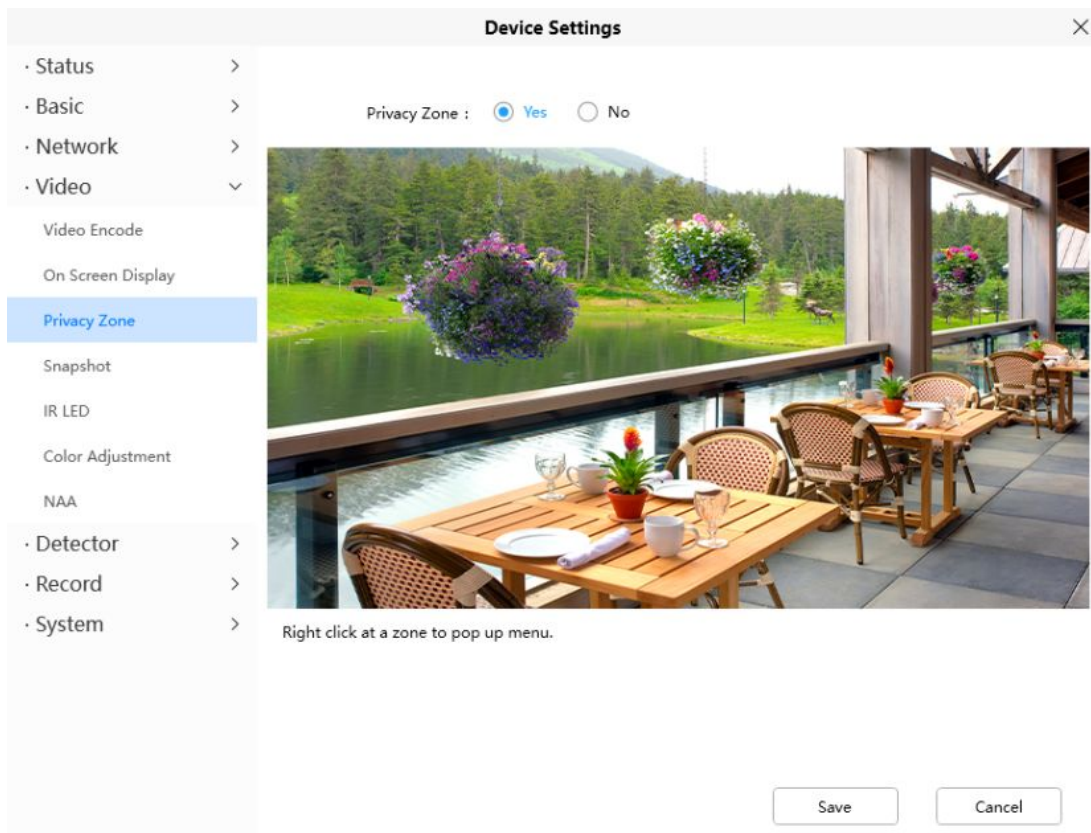 Device Settings
· Status
· Basic
· Network
· Video
Video Encode
On Screen Display
Privacy Zone
Snapshot
IR LED
Color Adjustment
NAA
· Detector
· Record
· System
Privacy Zone : Yes No
Right click at a zone to pop up menu.
Save Cancel